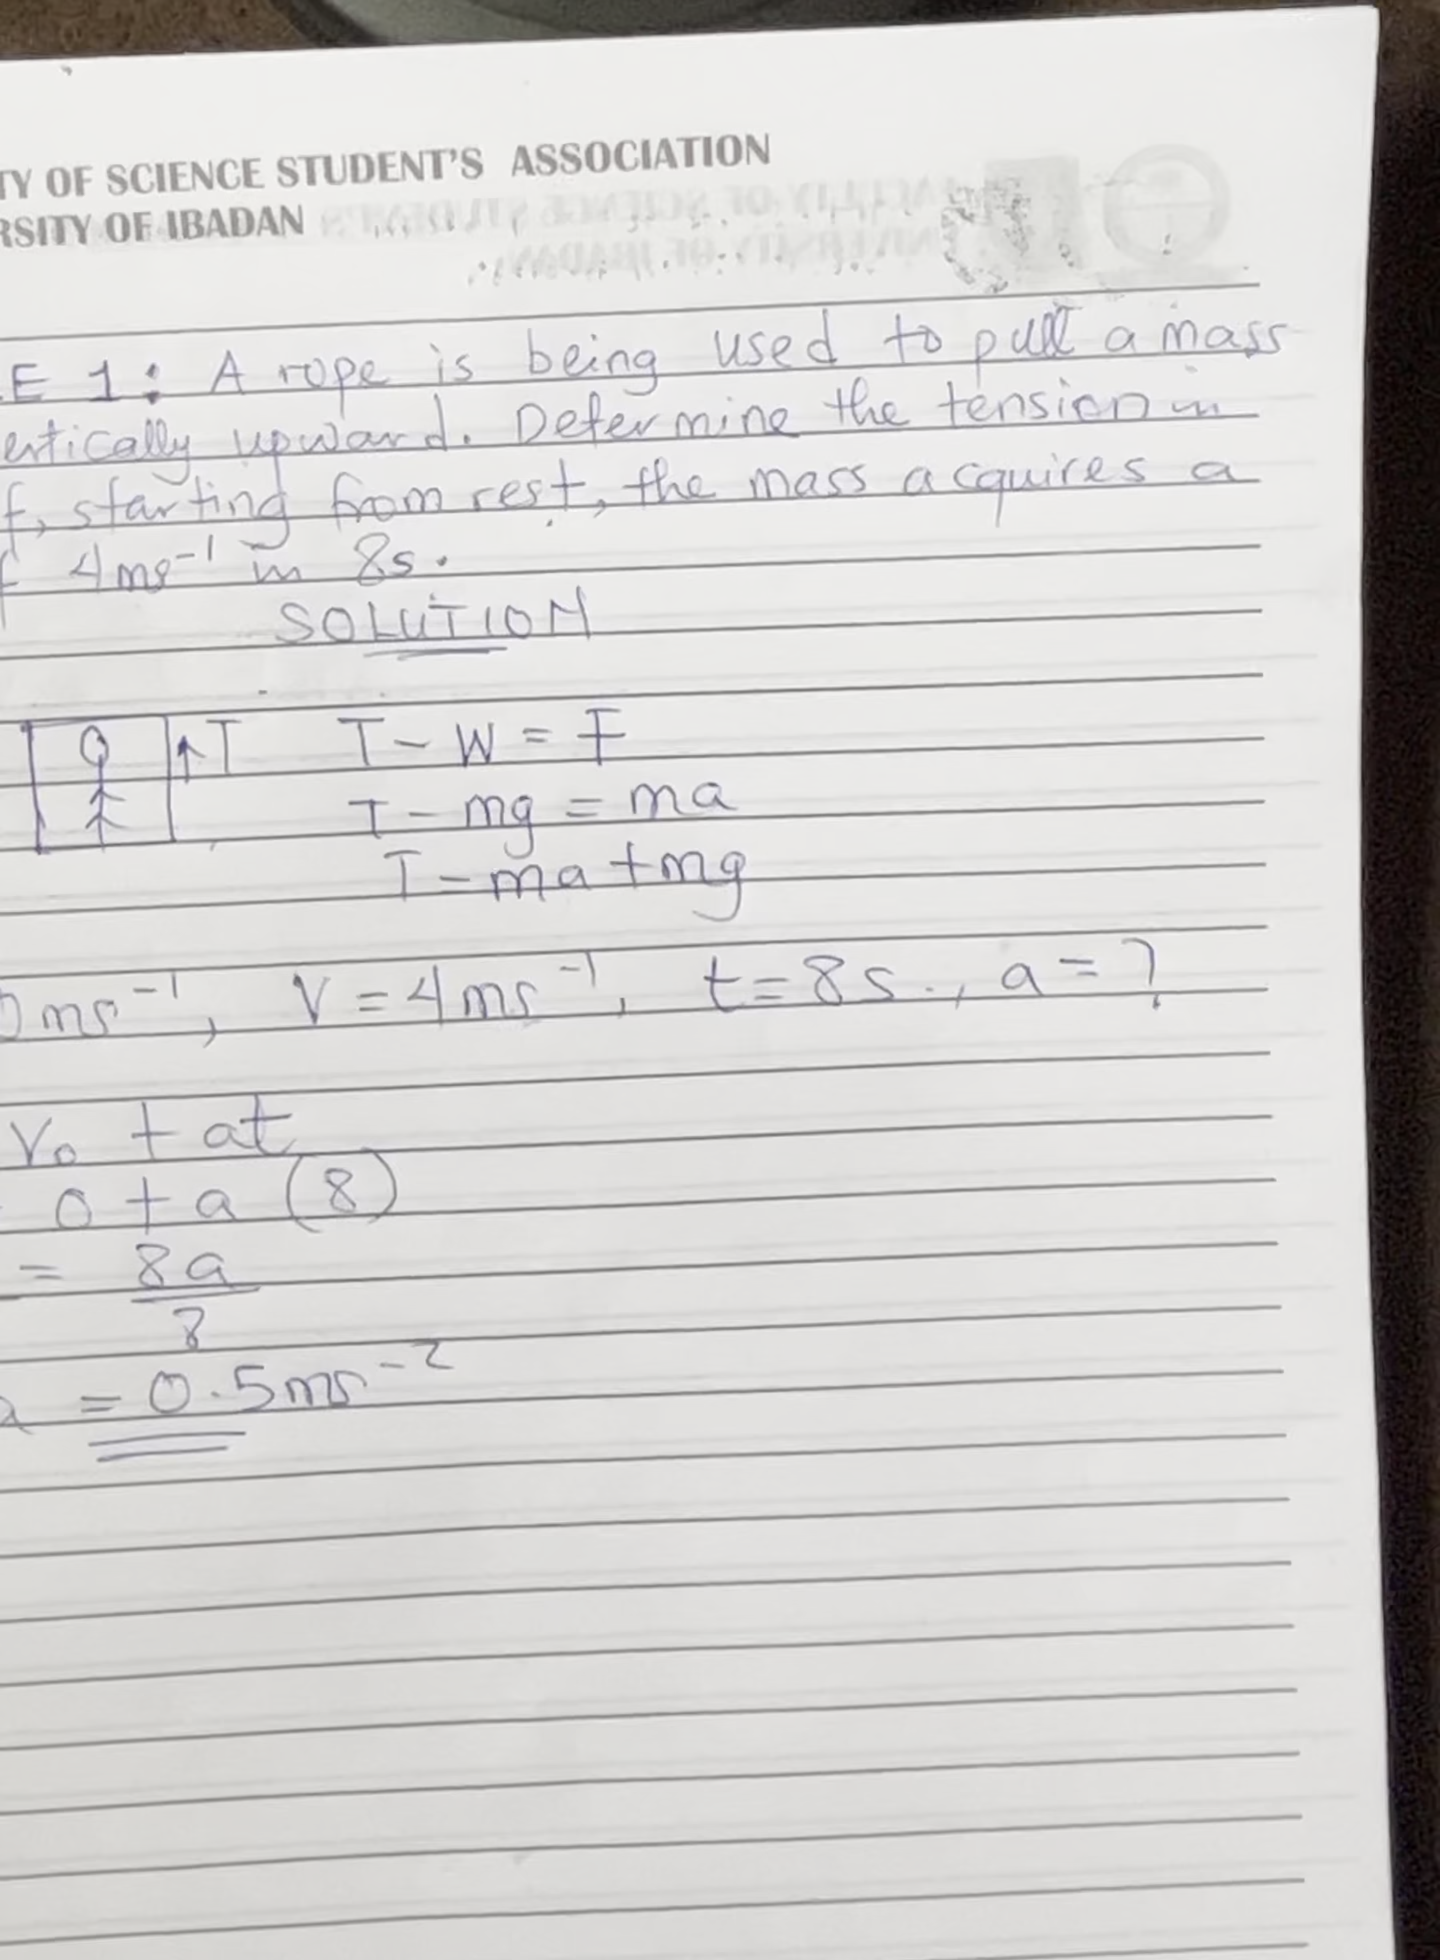 TY OF SCIENCE STUDENT'S ASSOCIATION
RSITY OF IBADAN
LE 1: A rope is being used to pull a mass
ertically upward. Determine the tension in
f, starting from rest, the mass acquires a
f 4ms⁻¹ in 8s.
SOLUTION
T T - W = F
T - mg = ma
T = ma + mg
0ms⁻¹, V = 4ms⁻¹, t = 8s., a = ?
V₀ + at
0 + a (8)
= 8a
8
a = 0.5ms⁻²